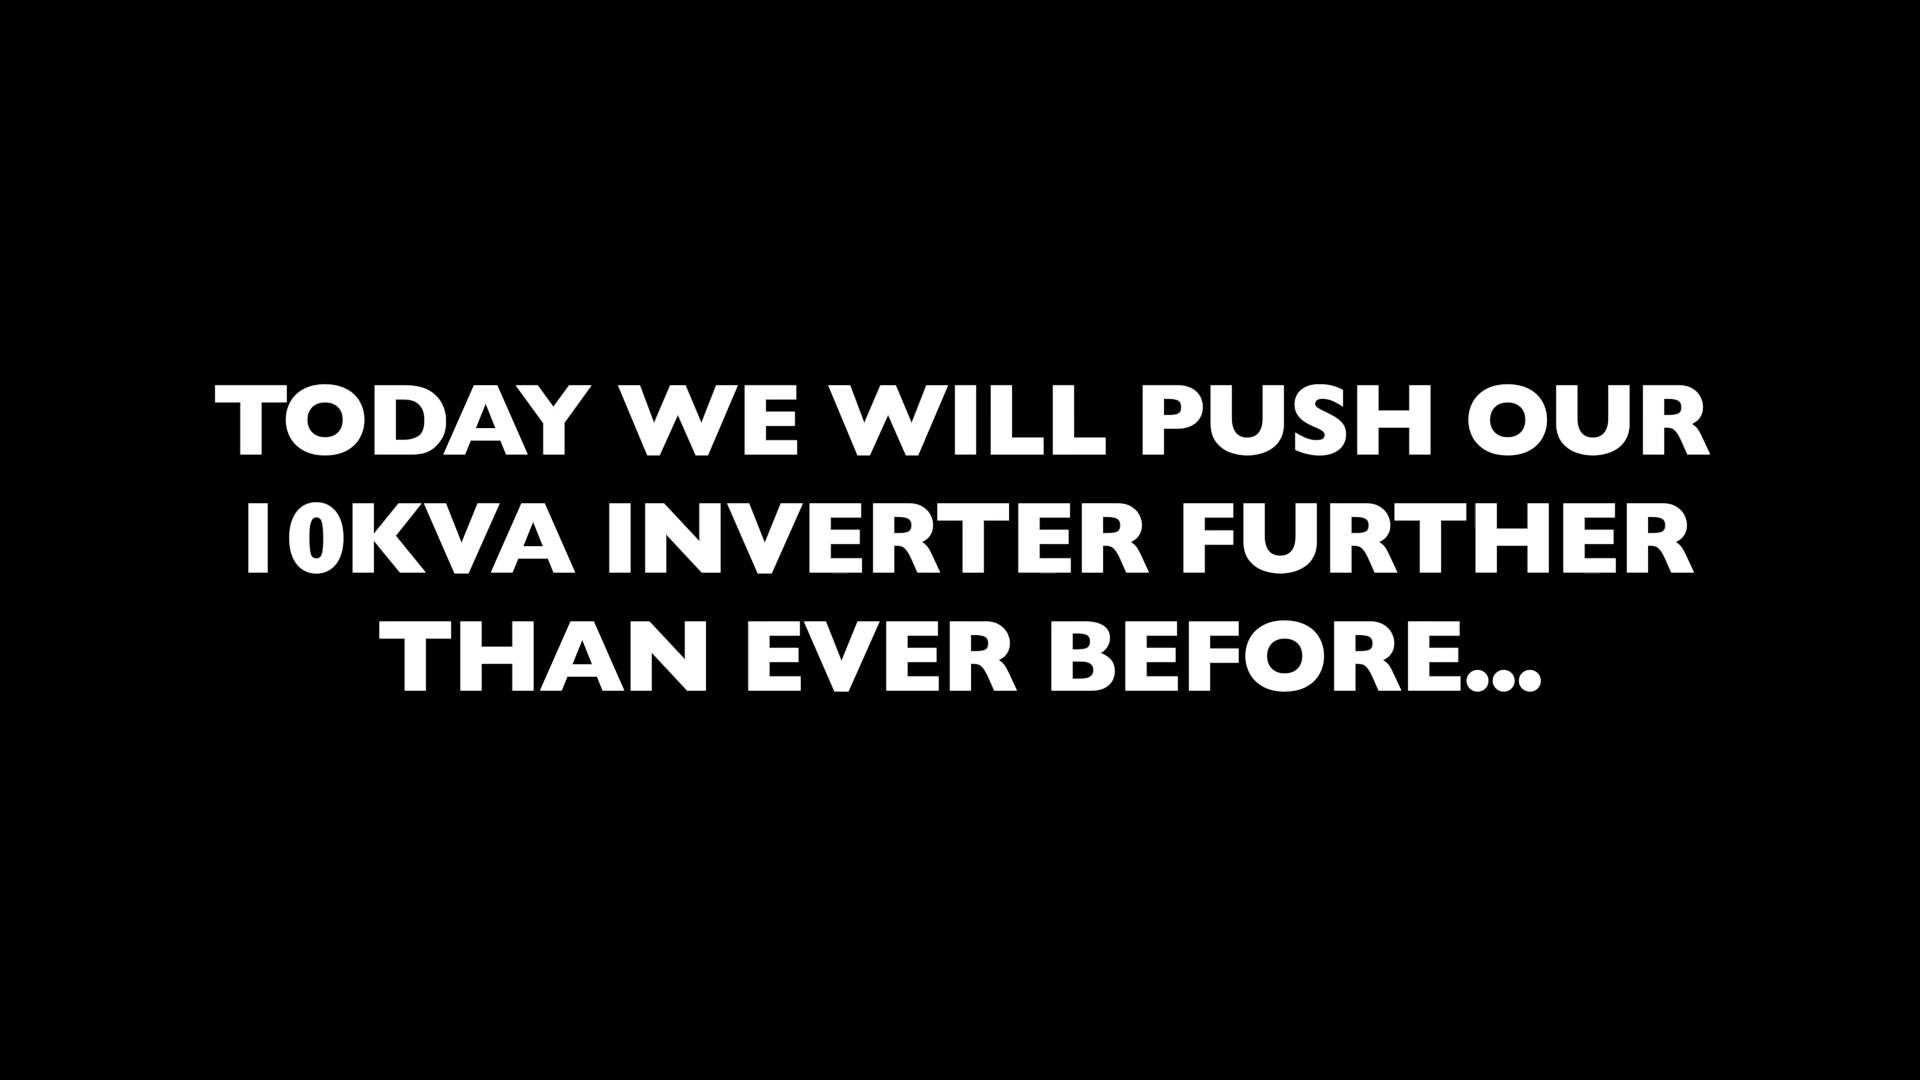 TODAY WE WILL PUSH OUR
10KVA INVERTER FURTHER
THAN EVER BEFORE...